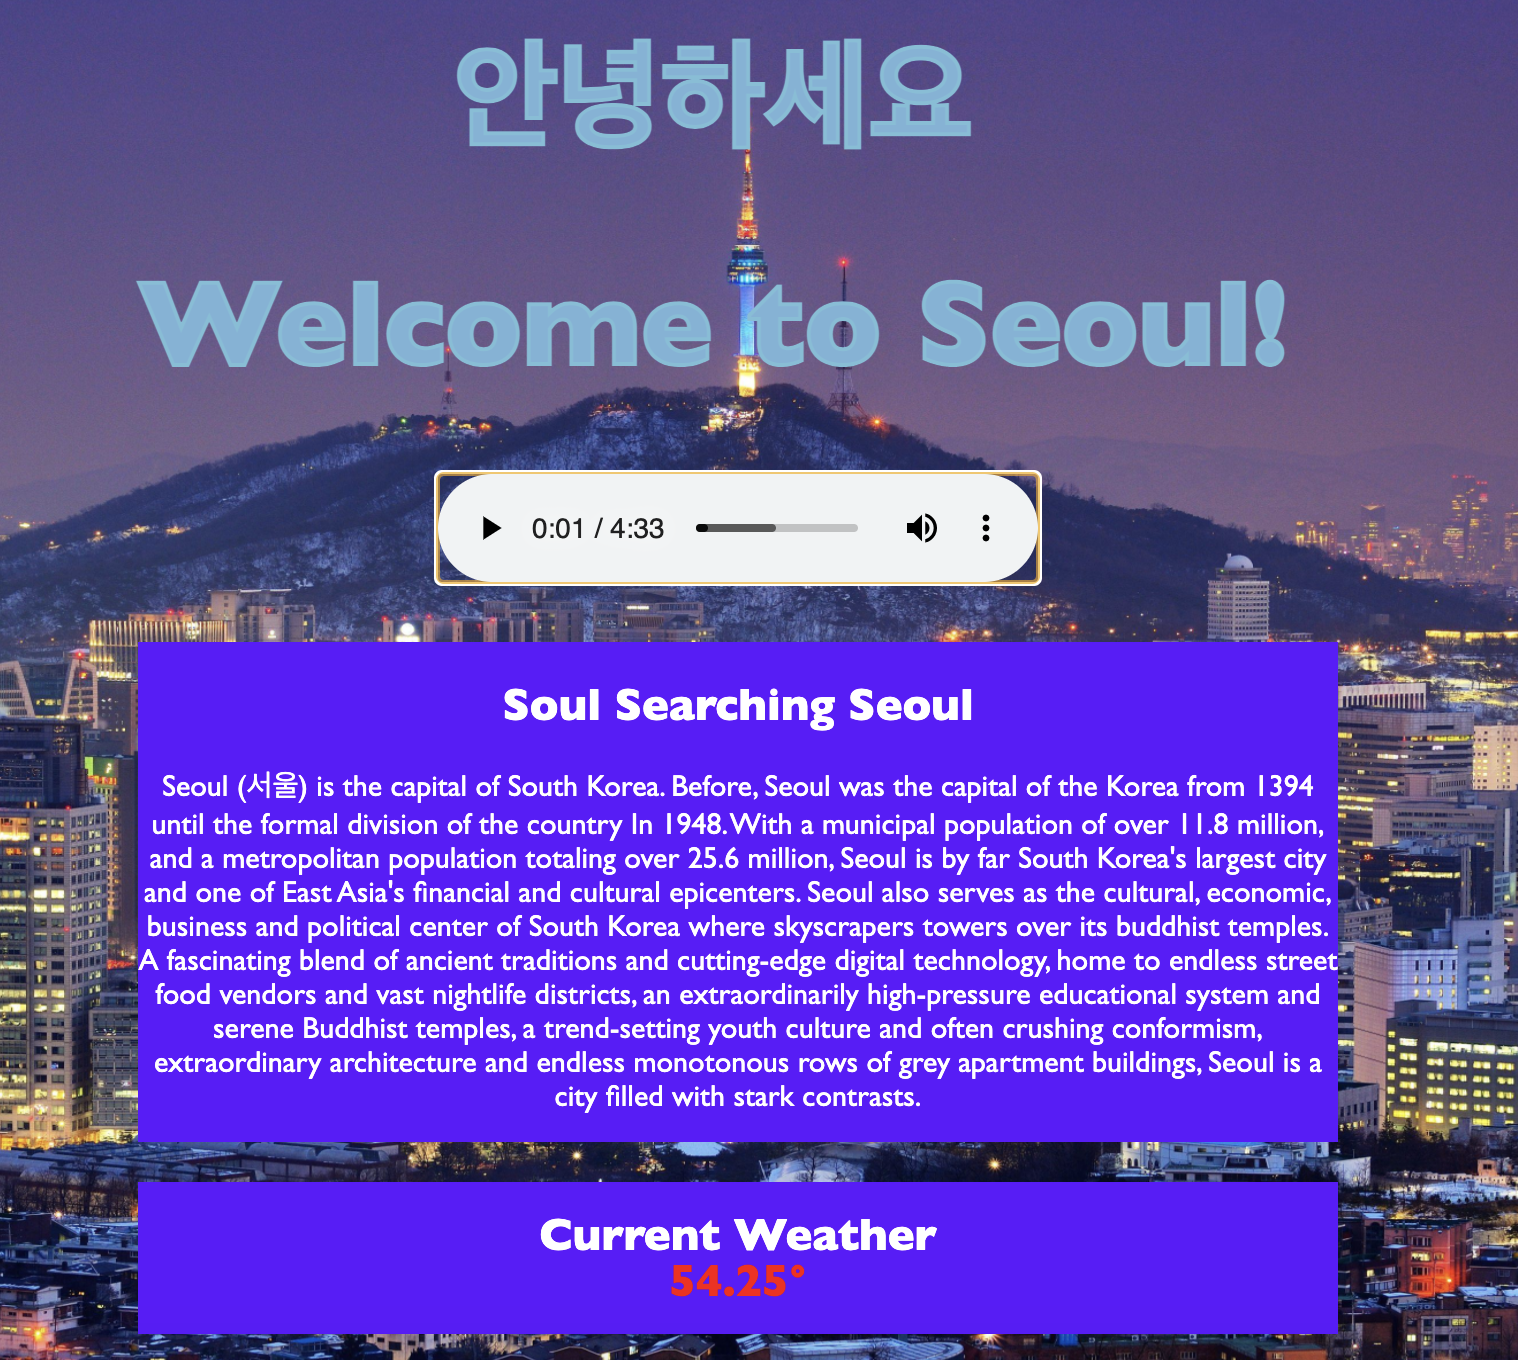 안녕하세요
Welcome to Seoul!
0:01 / 4:33
Soul Searching Seoul
Seoul (서울) is the capital of South Korea. Before, Seoul was the capital of the Korea from 1394
until the formal division of the country In 1948. With a municipal population of over 11.8 million,
and a metropolitan population totaling over 25.6 million, Seoul is by far South Korea's largest city
and one of East Asia's financial and cultural epicenters. Seoul also serves as the cultural, economic,
business and political center of South Korea where skyscrapers towers over its buddhist temples.
A fascinating blend of ancient traditions and cutting-edge digital technology, home to endless street
food vendors and vast nightlife districts, an extraordinarily high-pressure educational system and
serene Buddhist temples, a trend-setting youth culture and often crushing conformism,
extraordinary architecture and endless monotonous rows of grey apartment buildings, Seoul is a
city filled with stark contrasts.
Current Weather
54.25°